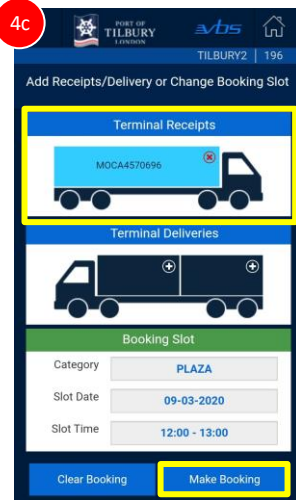 4c
PORT OF
TILBURY
LONDON
vbs
TILBURY2 | 196
Add Receipts/Delivery or Change Booking Slot
Terminal Receipts
MOCA4570696
Terminal Deliveries
Booking Slot
Category PLAZA
Slot Date 09-03-2020
Slot Time 12:00 - 13:00
Clear Booking Make Booking